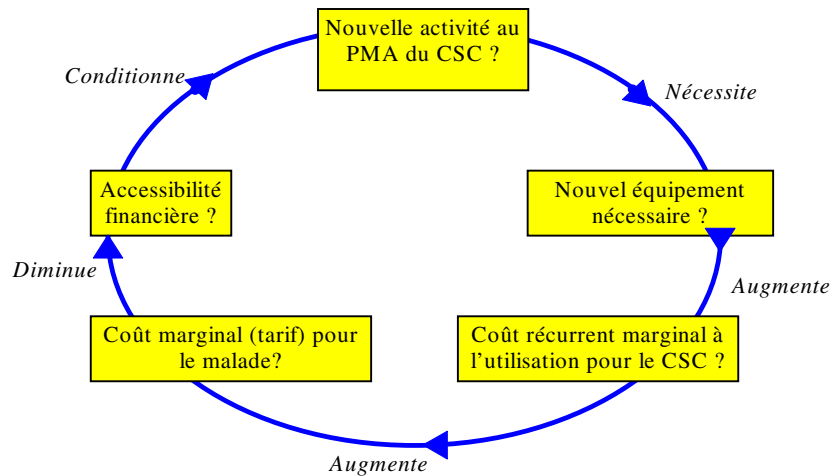 Nouvelle activité au
PMA du CSC ?
Conditionne
Nécessite
Accessibilité
financière ?
Nouvel équipement
nécessaire ?
Diminue
Augmente
Coût marginal (tarif) pour
le malade?
Coût récurrent marginal à
l'utilisation pour le CSC ?
Augmente